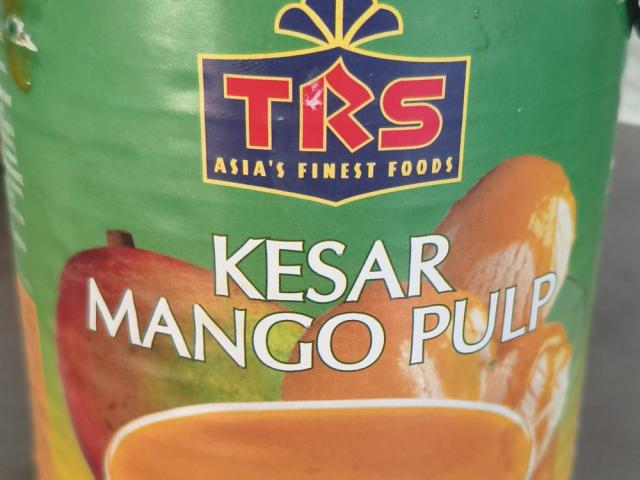 TRS
ASIA'S FINEST FOODS
KESAR
MANGO PULP